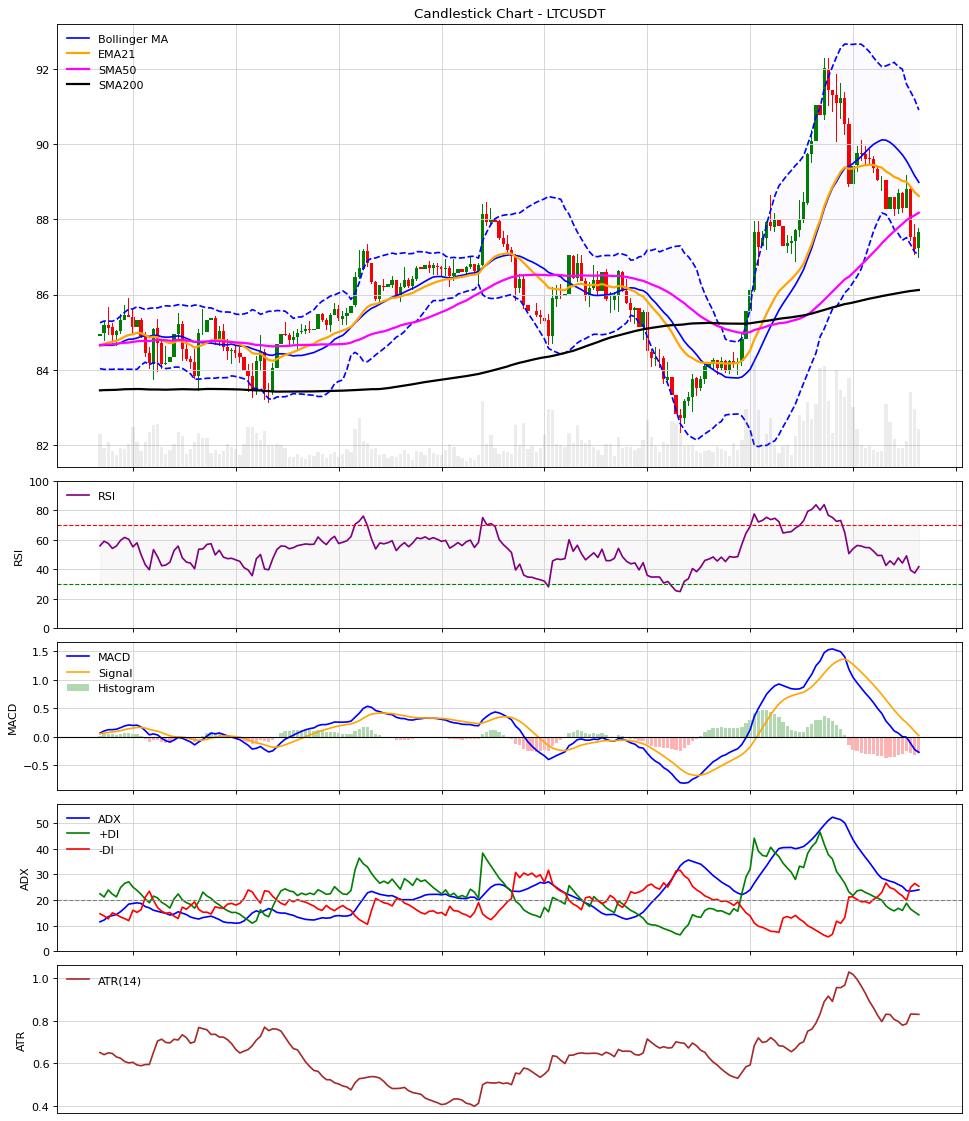 Candlestick Chart - LTCUSDT
Bollinger MA
EMA21
SMA50
SMA200
92
90
88
86
84
82
RSI
100
80
60
40
20
0
RSI
MACD
Signal
Histogram
1.5
1.0
0.5
0.0
−0.5
MACD
ADX
+DI
-DI
50
40
30
20
10
0
ADX
ATR(14)
1.0
0.8
0.6
0.4
ATR